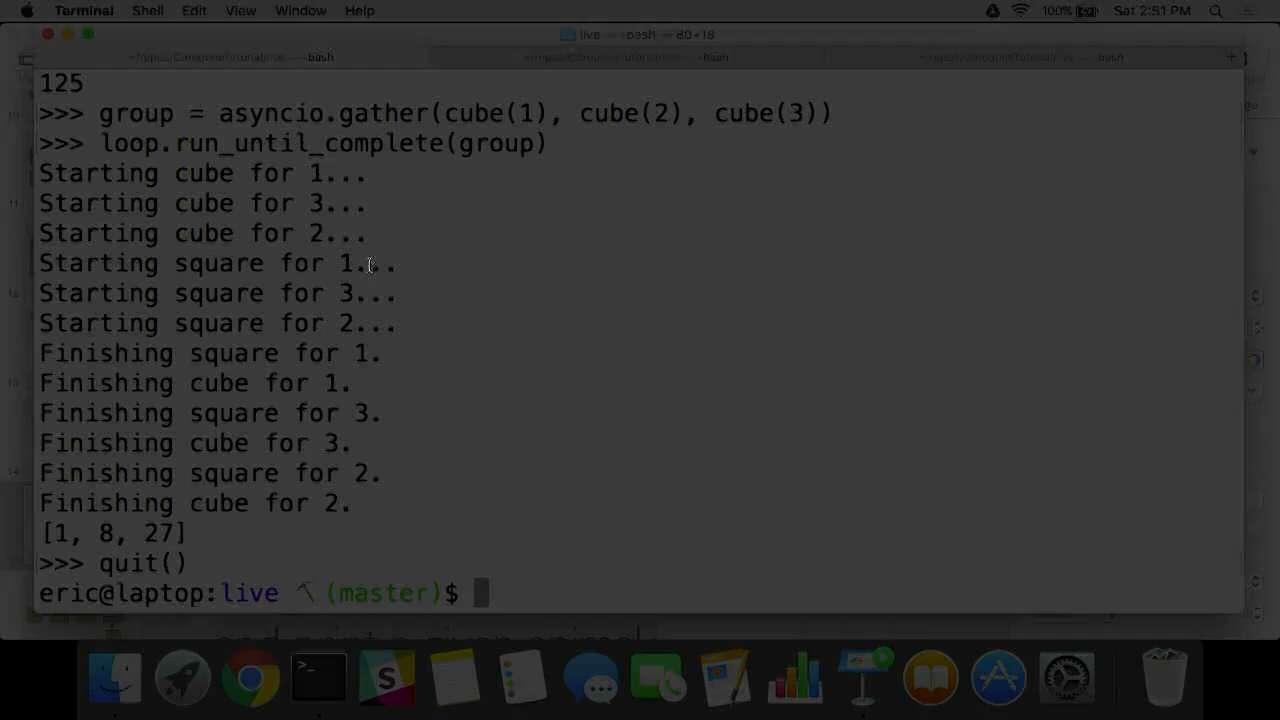 Terminal Shell Edit View Window Help 100% Sat 2:51 PM
live — -bash — 80×18
125
>>> group = asyncio.gather(cube(1), cube(2), cube(3))
>>> loop.run_until_complete(group)
Starting cube for 1...
Starting cube for 3...
Starting cube for 2...
Starting square for 1...
Starting square for 3...
Starting square for 2...
Finishing square for 1.
Finishing cube for 1.
Finishing square for 3.
Finishing cube for 3.
Finishing square for 2.
Finishing cube for 2.
[1, 8, 27]
>>> quit()
eric@laptop:live (master)$